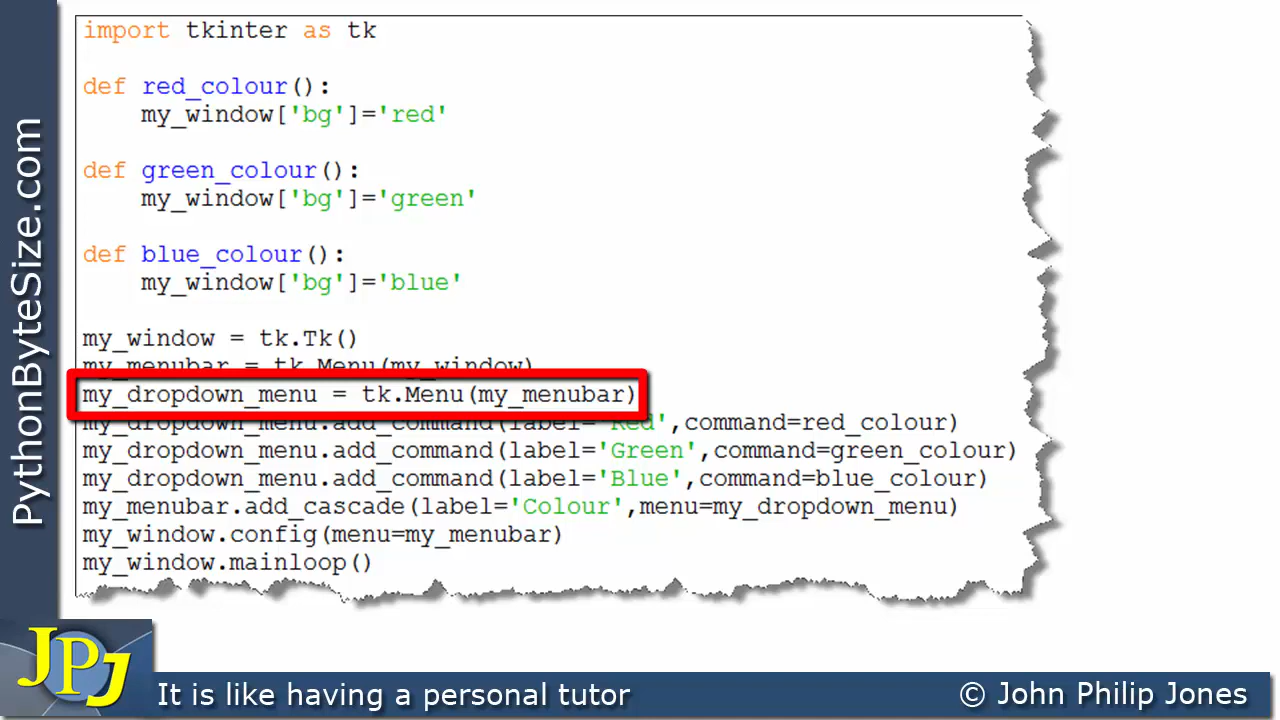 import tkinter as tk
def red_colour():
my_window['bg']='red'
def green_colour():
my_window['bg']='green'
def blue_colour():
my_window['bg']='blue'
my_window = tk.Tk()
my_menubar = tk.Menu(my_window)
my_dropdown_menu = tk.Menu(my_menubar)
my_dropdown_menu.add_command(label='Red',command=red_colour)
my_dropdown_menu.add_command(label='Green',command=green_colour)
my_dropdown_menu.add_command(label='Blue',command=blue_colour)
my_menubar.add_cascade(label='Colour',menu=my_dropdown_menu)
my_window.config(menu=my_menubar)
my_window.mainloop()
PythonByteSize.com
JPJ
It is like having a personal tutor
© John Philip Jones